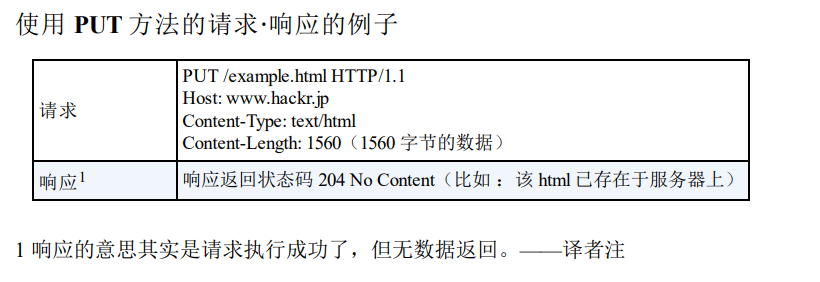 使用 PUT 方法的请求·响应的例子
请求
PUT /example.html HTTP/1.1
Host: www.hackr.jp
Content-Type: text/html
Content-Length: 1560（1560 字节的数据）
响应1
响应返回状态码 204 No Content（比如 ：该 html 已存在于服务器上）
1 响应的意思其实是请求执行成功了，但无数据返回。——译者注